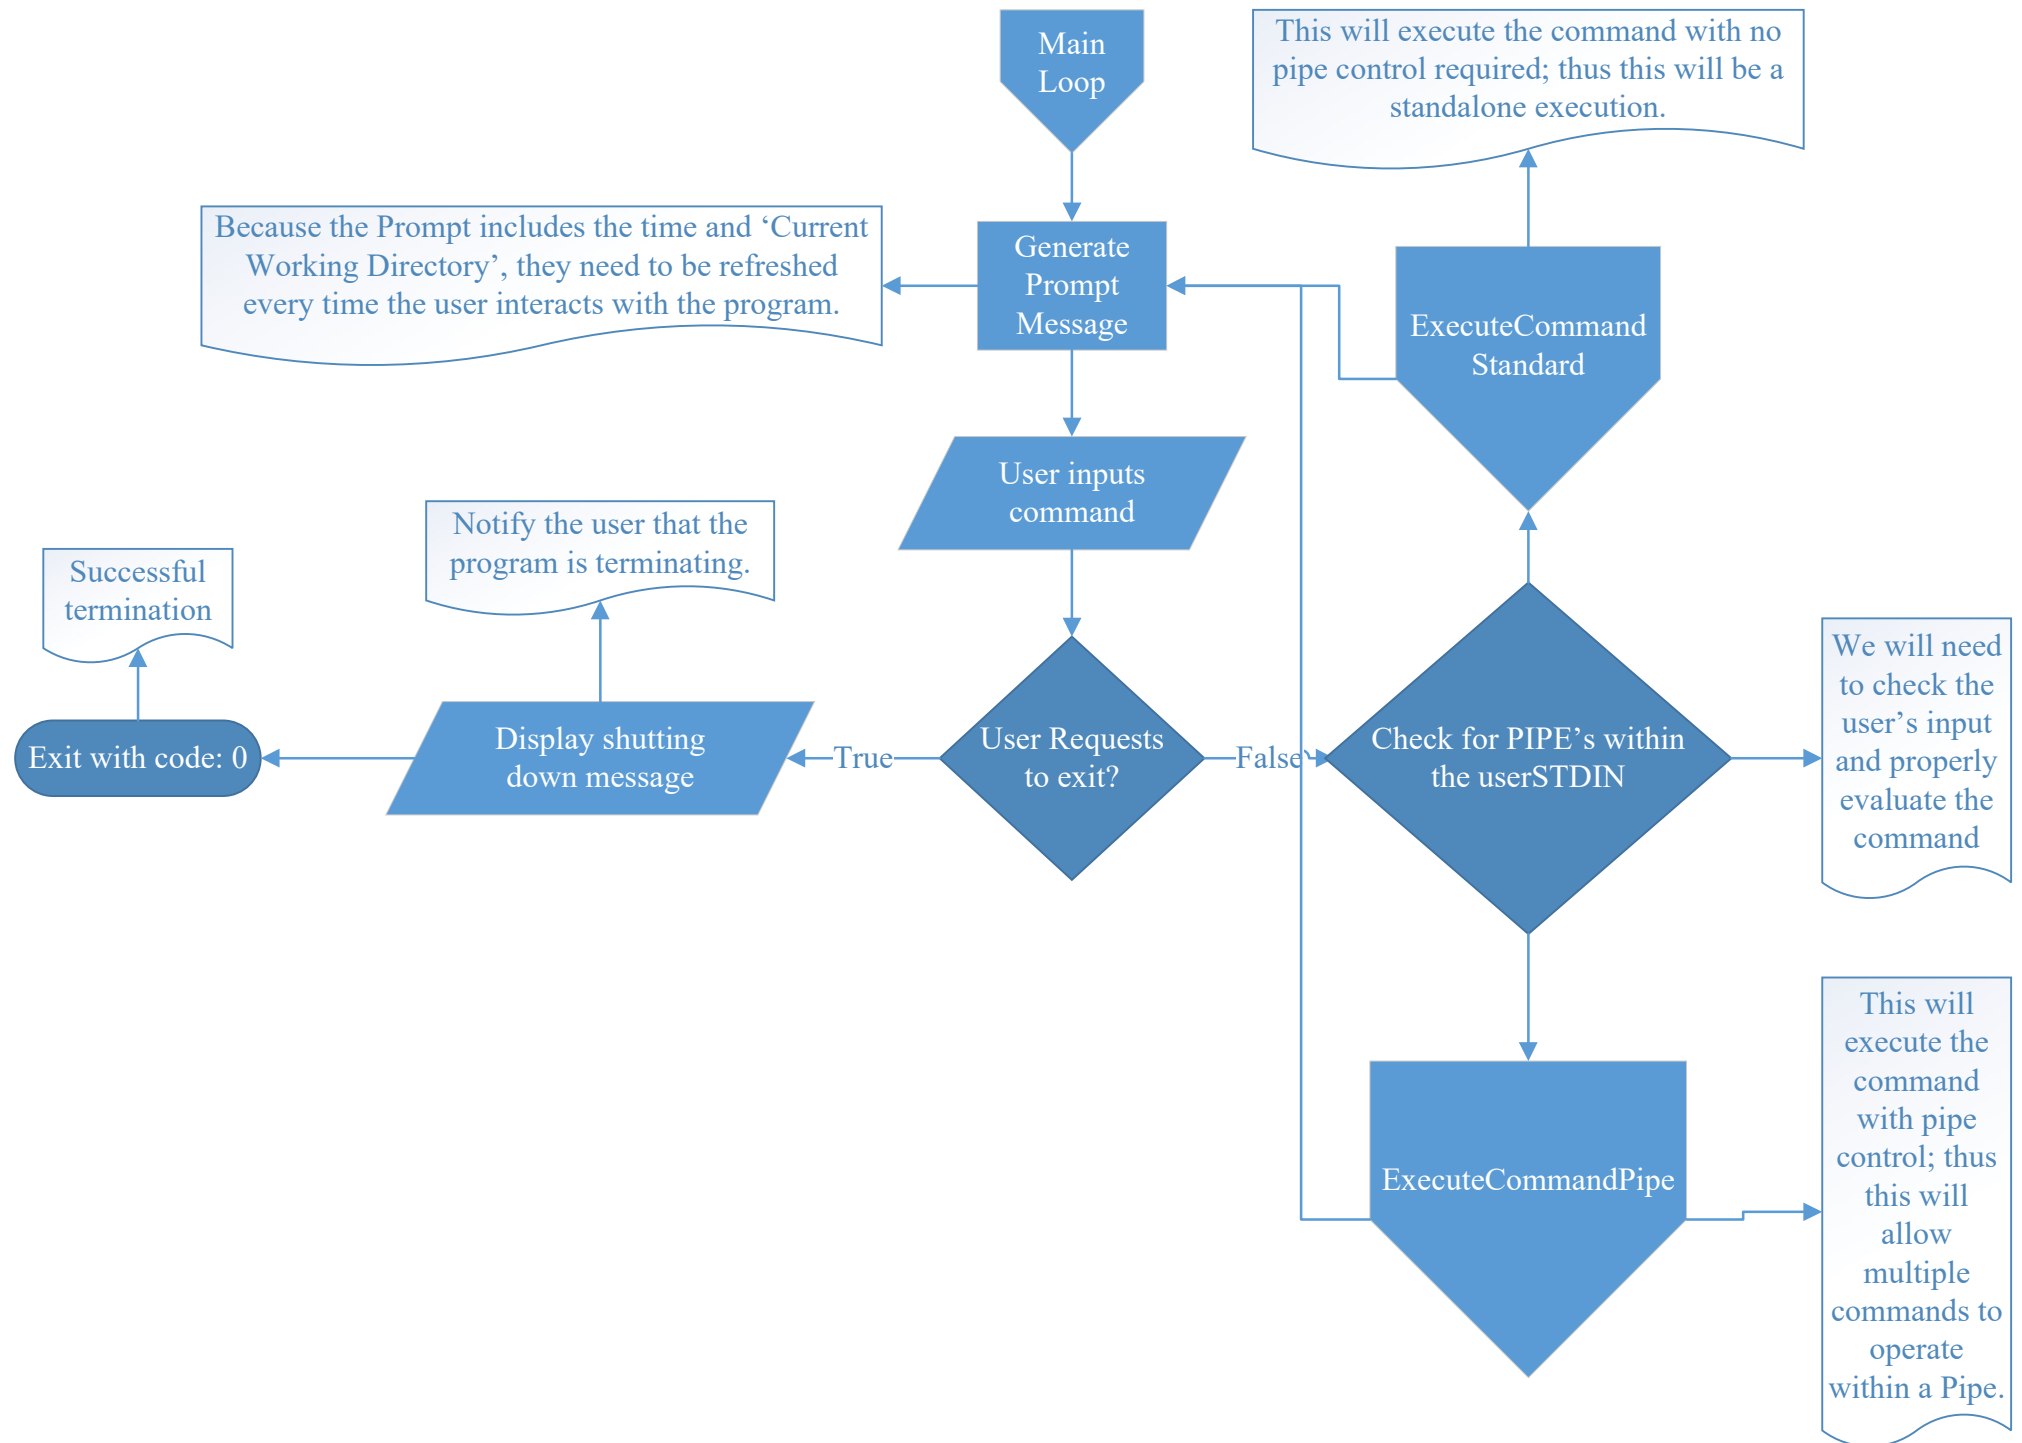 Main
Loop
This will execute the command with no
pipe control required; thus this will be a
standalone execution.
Because the Prompt includes the time and ‘Current
Working Directory’, they need to be refreshed
every time the user interacts with the program.
Generate
Prompt
Message
ExecuteCommand
Standard
User inputs
command
Notify the user that the
program is terminating.
Successful
termination
Exit with code: 0
Display shutting
down message
True
User Requests
to exit?
False
Check for PIPE’s within
the userSTDIN
We will need
to check the
user’s input
and properly
evaluate the
command
ExecuteCommandPipe
This will
execute the
command
with pipe
control; thus
this will
allow
multiple
commands to
operate
within a Pipe.